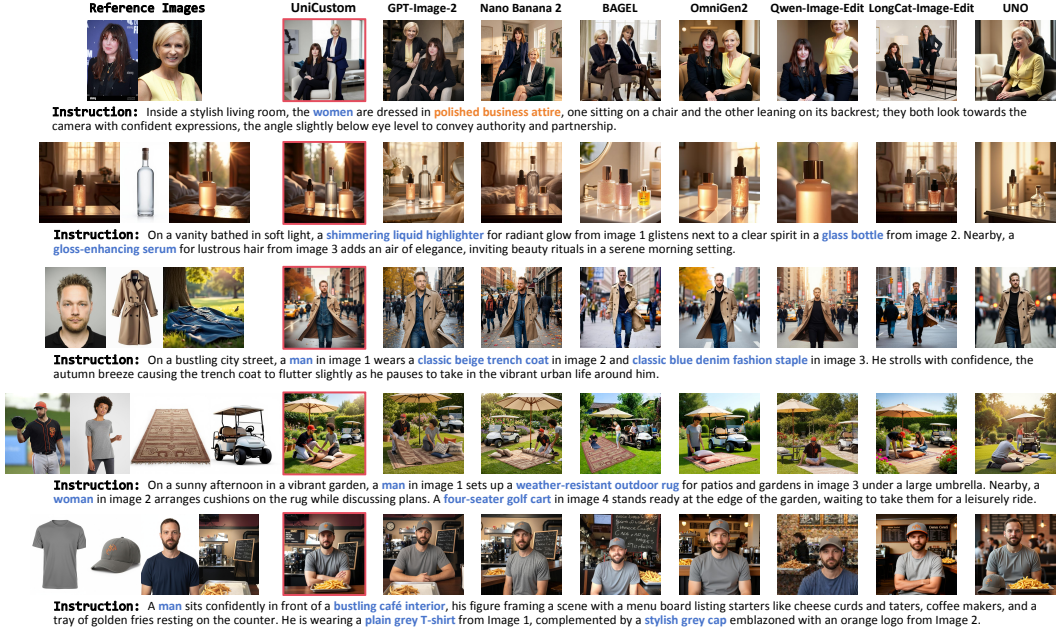 Reference Images UniCustom GPT-Image-2 Nano Banana 2 BAGEL OmniGen2 Qwen-Image-Edit LongCat-Image-Edit UNO
Instruction: Inside a stylish living room, the women are dressed in polished business attire, one sitting on a chair and the other leaning on its backrest; they both look towards the
camera with confident expressions, the angle slightly below eye level to convey authority and partnership.
Instruction: On a vanity bathed in soft light, a shimmering liquid highlighter for radiant glow from image 1 glistens next to a clear spirit in a glass bottle from image 2. Nearby, a
gloss-enhancing serum for lustrous hair from image 3 adds an air of elegance, inviting beauty rituals in a serene morning setting.
Instruction: On a bustling city street, a man in image 1 wears a classic beige trench coat in image 2 and classic blue denim fashion staple in image 3. He strolls with confidence, the
autumn breeze causing the trench coat to flutter slightly as he pauses to take in the vibrant urban life around him.
Instruction: On a sunny afternoon in a vibrant garden, a man in image 1 sets up a weather-resistant outdoor rug for patios and gardens in image 3 under a large umbrella. Nearby, a
woman in image 2 arranges cushions on the rug while discussing plans. A four-seater golf cart in image 4 stands ready at the edge of the garden, waiting to take them for a leisurely ride.
Instruction: A man sits confidently in front of a bustling café interior, his figure framing a scene with a menu board listing starters like cheese curds and taters, coffee makers, and a
tray of golden fries resting on the counter. He is wearing a plain grey T-shirt from Image 1, complemented by a stylish grey cap emblazoned with an orange logo from Image 2.